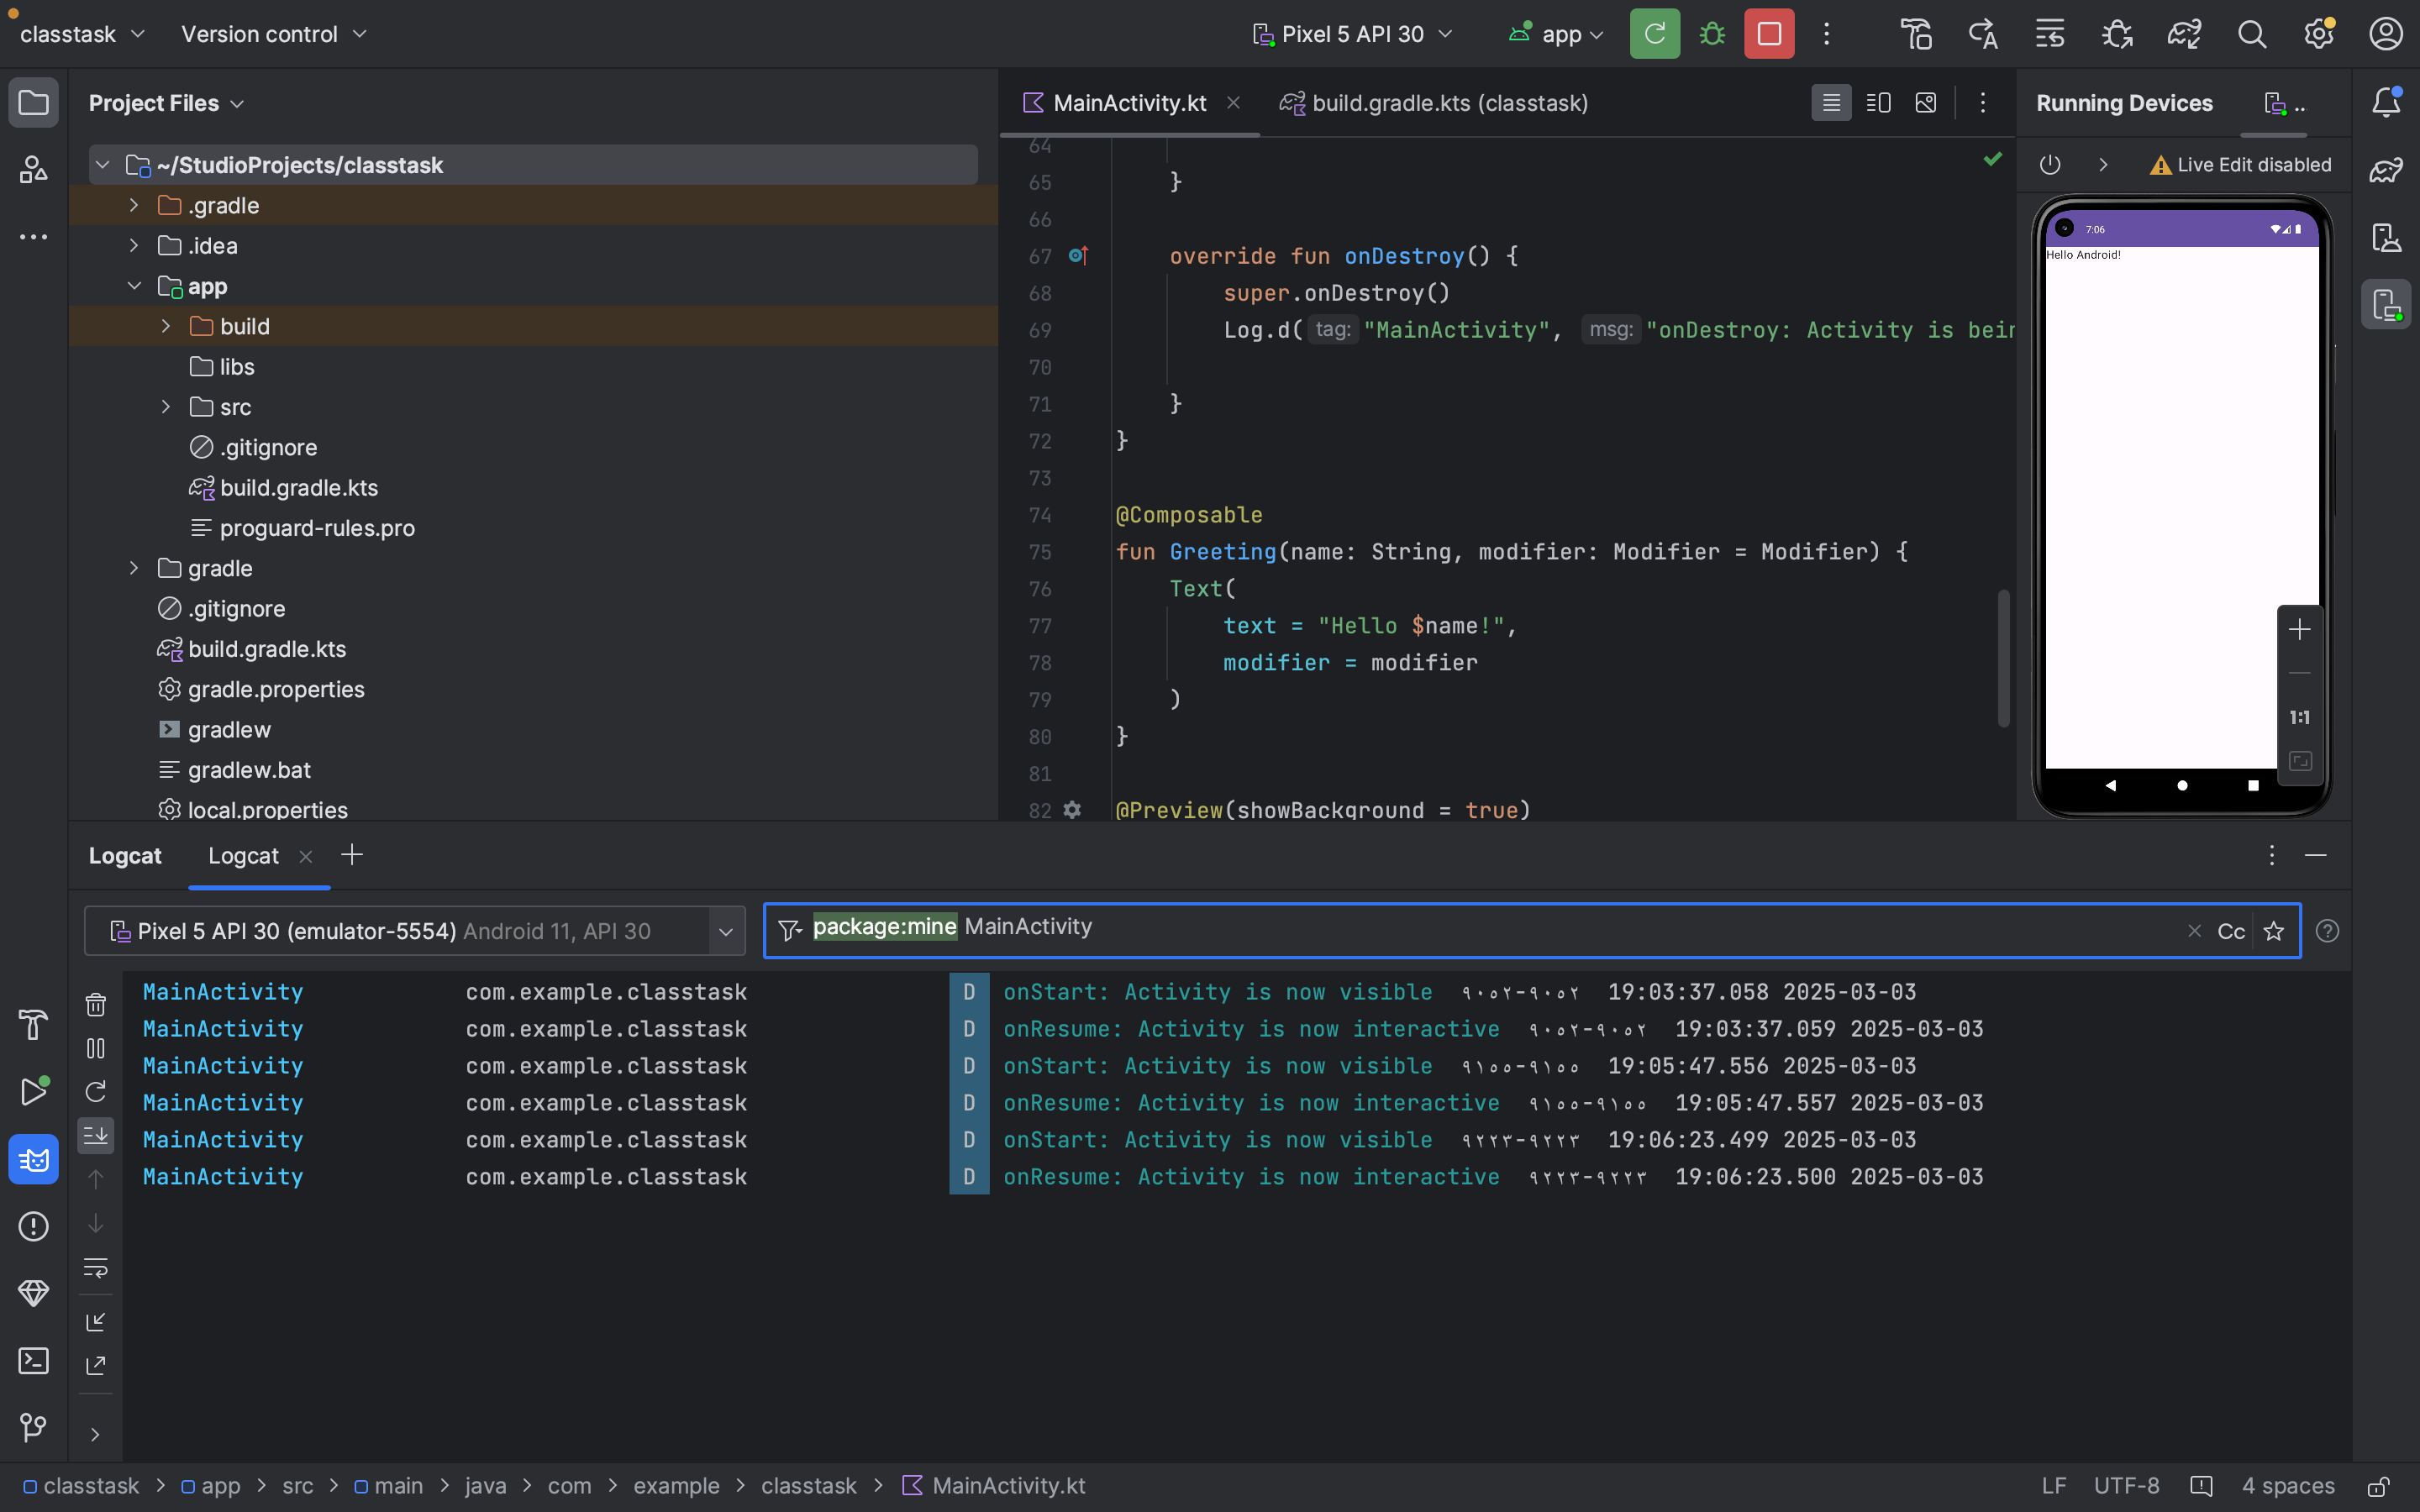 classtask
Version control
Pixel 5 API 30
app
Project Files
~/StudioProjects/classtask
.gradle
.idea
app
build
libs
src
.gitignore
build.gradle.kts
proguard-rules.pro
gradle
.gitignore
build.gradle.kts
gradle.properties
gradlew
gradlew.bat
local.properties
MainActivity.kt
build.gradle.kts (classtask)
64
65 }
66
67 override fun onDestroy() {
68 super.onDestroy()
69 Log.d( tag: "MainActivity", msg: "onDestroy: Activity is bein
70
71 }
72 }
73
74 @Composable
75 fun Greeting(name: String, modifier: Modifier = Modifier) {
76 Text(
77 text = "Hello $name!",
78 modifier = modifier
79 )
80 }
81
82 @Preview(showBackground = true)
Running Devices
..
Live Edit disabled
7:06
Hello Android!
1:1
Logcat
Logcat
Pixel 5 API 30 (emulator-5554) Android 11, API 30
package:mine MainActivity
Cc
MainActivity com.example.classtask D onStart: Activity is now visible ٩٠٥٢-٩٠٥٢ 19:03:37.058 2025-03-03
MainActivity com.example.classtask D onResume: Activity is now interactive ٩٠٥٢-٩٠٥٢ 19:03:37.059 2025-03-03
MainActivity com.example.classtask D onStart: Activity is now visible ٩١٥٥-٩١٥٥ 19:05:47.556 2025-03-03
MainActivity com.example.classtask D onResume: Activity is now interactive ٩١٥٥-٩١٥٥ 19:05:47.557 2025-03-03
MainActivity com.example.classtask D onStart: Activity is now visible ٩٢٢٣-٩٢٢٣ 19:06:23.499 2025-03-03
MainActivity com.example.classtask D onResume: Activity is now interactive ٩٢٢٣-٩٢٢٣ 19:06:23.500 2025-03-03
classtask > app > src > main > java > com > example > classtask > MainActivity.kt
LF UTF-8 4 spaces